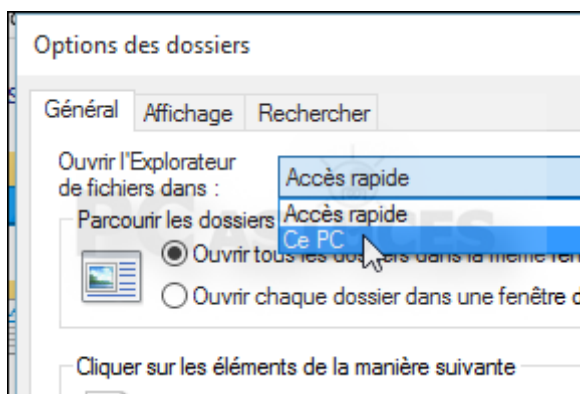 Options des dossiers
Général Affichage Rechercher
Ouvrir l'Explorateur
de fichiers dans :
Accès rapide
Accès rapide
Ce PC
Parcourir les dossiers
Ouvrir tous les dossiers dans la même
Ouvrir chaque dossier dans une fenêtre
Cliquer sur les éléments de la manière suivante
PC ASTUCES